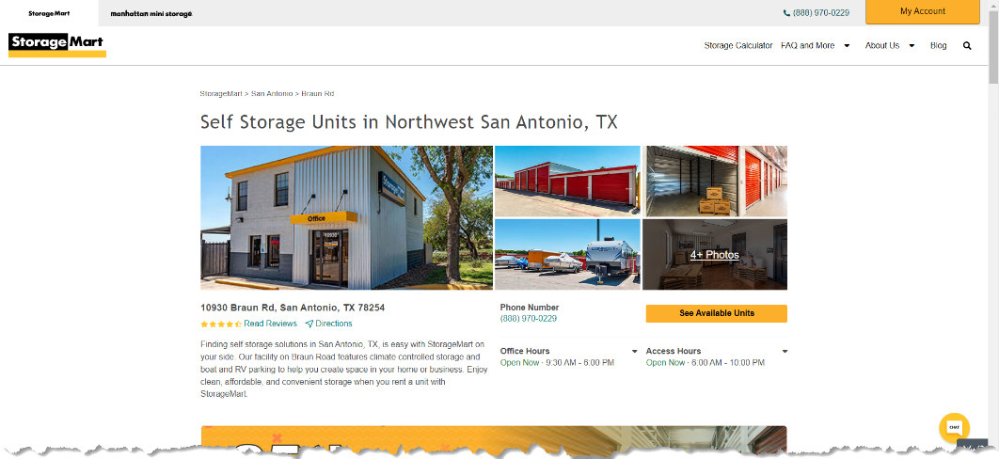 StorageMart
manhattan mini storage.
(888) 970-0229
My Account
Storage Mart
Storage Calculator
FAQ and More
About Us
Blog
StorageMart > San Antonio > Braun Rd
Self Storage Units in Northwest San Antonio, TX
StorageMart
Office
10930
4+ Photos
10930 Braun Rd, San Antonio, TX 78254
Read Reviews
Directions
Finding self storage solutions in San Antonio, TX, is easy with StorageMart on
your side. Our facility on Braun Road features climate controlled storage and
boat and RV parking to help you create space in your home or business. Enjoy
clean, affordable, and convenient storage when you rent a unit with
StorageMart.
Phone Number
(888) 970-0229
See Available Units
Office Hours
Open Now · 9:30 AM - 6:00 PM
Access Hours
Open Now · 6:00 AM - 10:00 PM
CHAT